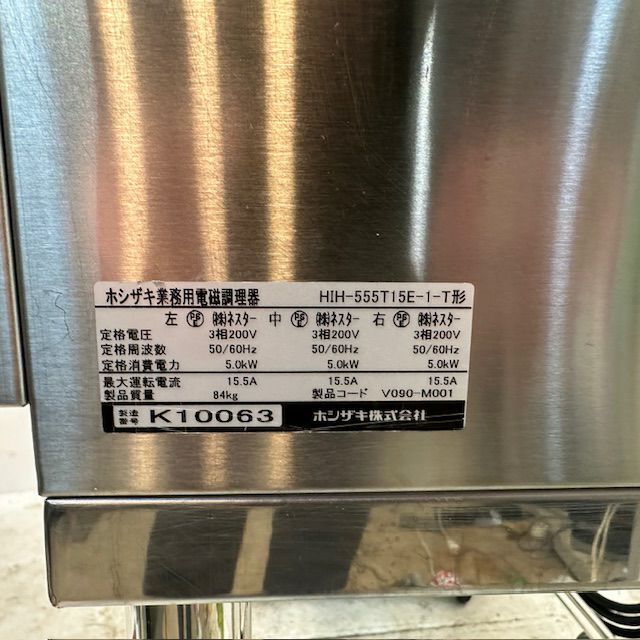 ホシザキ業務用電磁調理器 HIH-555T15E-1-T形
左 ㈱ネスター 中 ㈱ネスター 右 ㈱ネスター
定格電圧 3相200V 3相200V 3相200V
定格周波数 50/60Hz 50/60Hz 50/60Hz
定格消費電力 5.0kW 5.0kW 5.0kW
最大運転電流 15.5A 15.5A 15.5A
製品質量 84kg 製品コード V090-M001
製造番号 K10063 ホシザキ株式会社